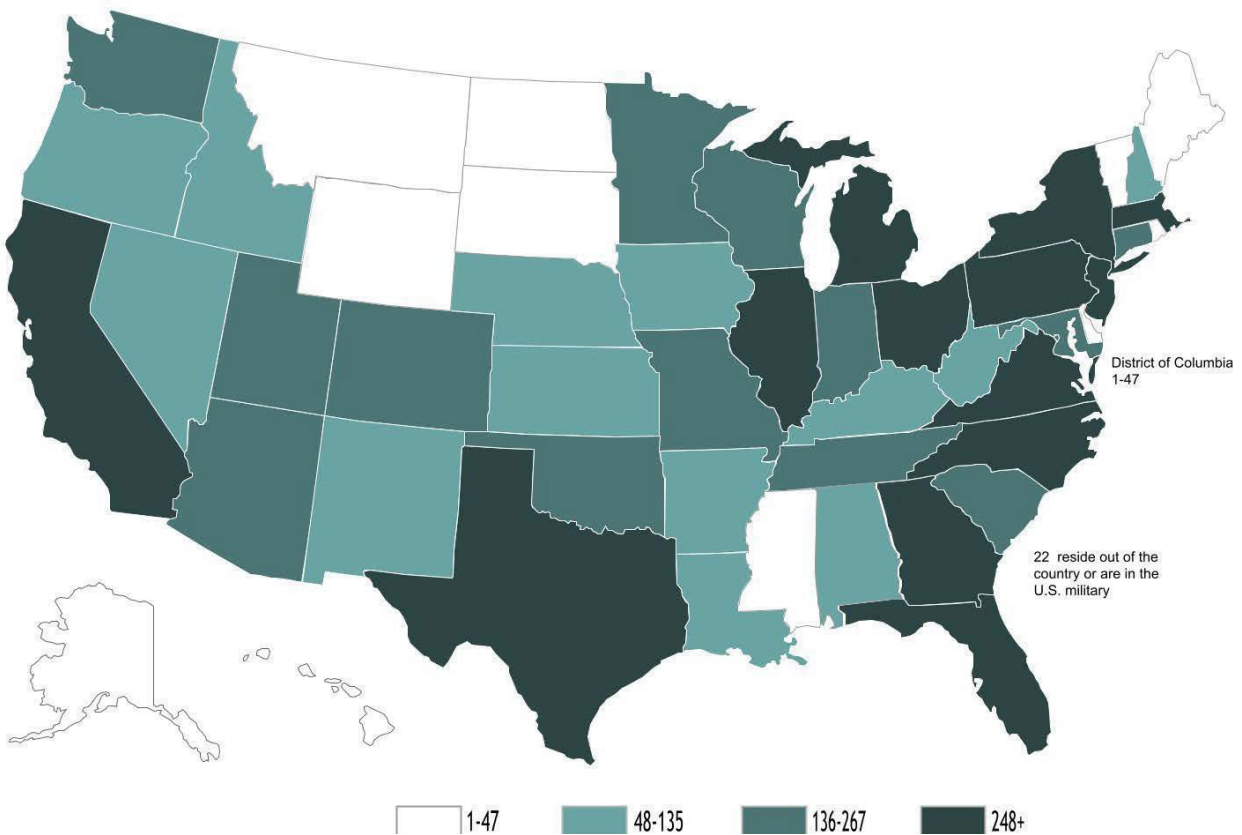 District of Columbia
1-47
22 reside out of the
country or are in the
U.S. military
1-47
48-135
136-267
248+